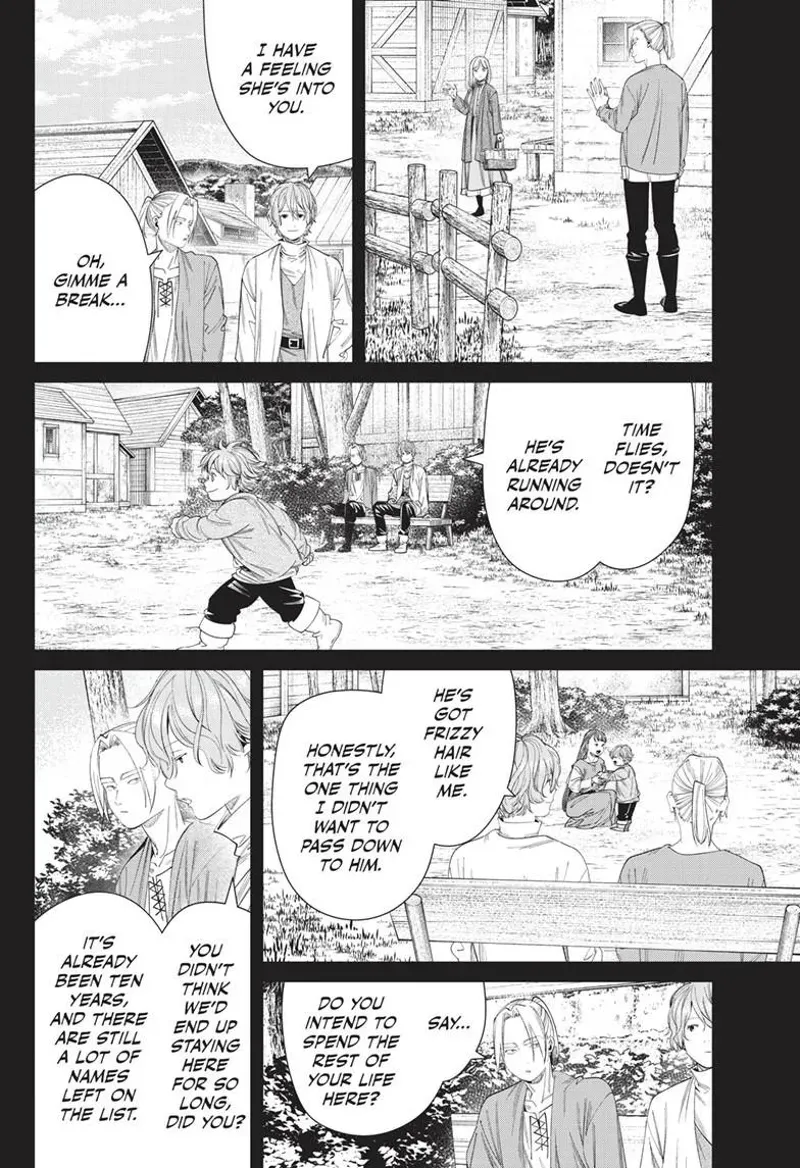 I HAVE
A FEELING
SHE'S INTO
YOU.
OH,
GIMME A
BREAK...
TIME
FLIES,
DOESN'T
IT?
HE'S
ALREADY
RUNNING
AROUND.
HE'S
GOT
FRIZZY
HAIR
LIKE
ME.
HONESTLY,
THAT'S THE
ONE THING
I DIDN'T
WANT TO
PASS DOWN
TO HIM.
SAY...
DO YOU
INTEND TO
SPEND THE
REST OF
YOUR LIFE
HERE?
YOU
DIDN'T
THINK
WE'D
END UP
STAYING
HERE
FOR SO
LONG,
DID YOU?
IT'S
ALREADY
BEEN TEN
YEARS,
AND THERE
ARE STILL
A LOT OF
NAMES
LEFT ON
THE LIST.